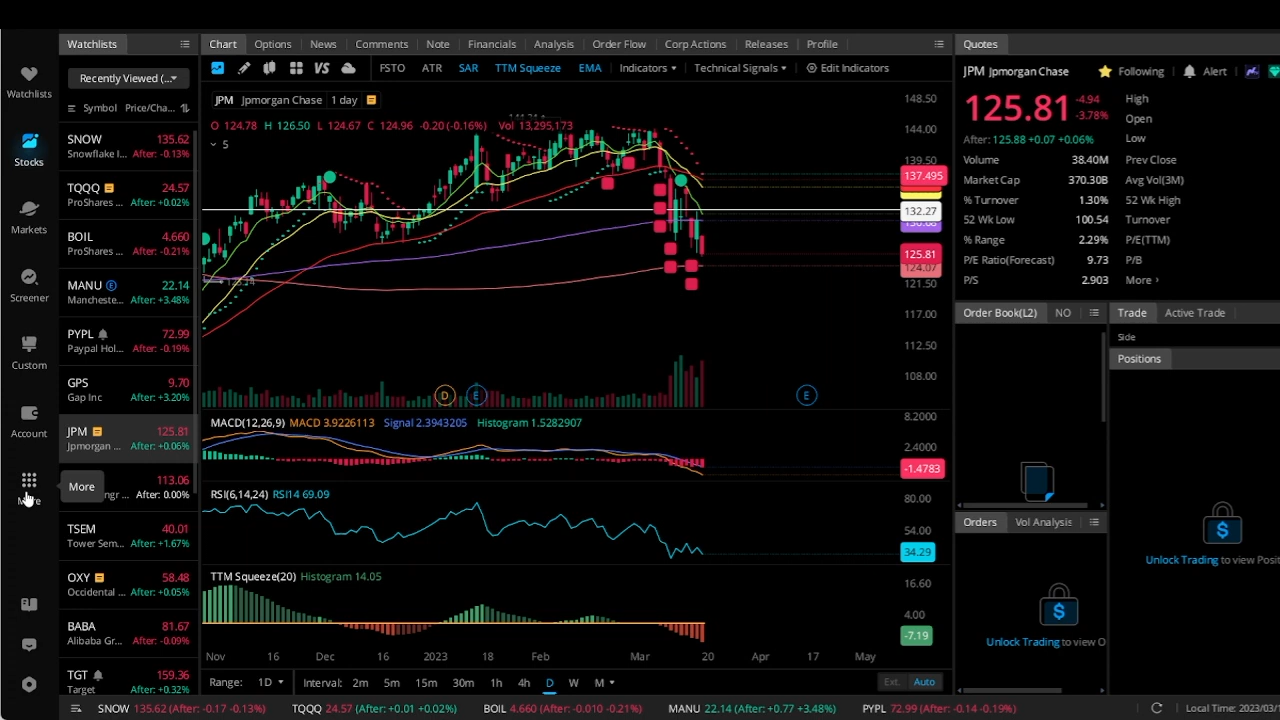 Watchlists
Stocks
Markets
Screener
Custom
Account
More
Watchlists
Recently Viewed (...
Symbol Price/Cha...
SNOW 135.62
Snowflake I... After: -0.13%
TQQQ 24.57
ProShares ... After: +0.02%
BOIL 4.660
ProShares ... After: -0.21%
MANU E 22.14
Mancheste... After: +3.48%
PYPL 72.99
Paypal Hol... After: -0.19%
GPS 9.70
Gap Inc After: +3.20%
JPM 125.81
Jpmorgan ... After: +0.06%
113.06
After: 0.00%
TSEM 40.01
Tower Sem... After: +1.67%
OXY 58.48
Occidental ... After: +0.05%
BABA 81.67
Alibaba Gr... After: -0.09%
TGT 159.36
Target After: +0.32%
Chart Options News Comments Note Financials Analysis Order Flow Corp Actions Releases Profile
VS FSTO ATR SAR TTM Squeeze EMA Indicators Technical Signals Edit Indicators
JPM Jpmorgan Chase 1 day
O 124.78 H 126.50 L 124.67 C 124.96 -0.20 (-0.16%) Vol 13,295,173
5
148.50
144.00
139.50
137.495
132.27
125.81
124.07
121.50
117.00
112.50
108.00
D E E
MACD(12,26,9) MACD 3.9226113 Signal 2.3943205 Histogram 1.5282907
8.2000
2.4000
-1.4783
RSI(6,14,24) RSI14 69.09
80.00
54.00
34.29
TTM Squeeze(20) Histogram 14.05
16.60
4.00
-7.19
Nov 16 Dec 16 2023 18 Feb Mar 20 Apr 17 May
Range: 1D Interval: 2m 5m 15m 30m 1h 4h D W M Ext. Auto
Quotes
JPM Jpmorgan Chase Following Alert
125.81 -4.94
-3.78%
After: 125.88 +0.07 +0.06%
High
Open
Low
Volume 38.40M Prev Close
Market Cap 370.30B Avg Vol(3M)
% Turnover 1.30% 52 Wk High
52 Wk Low 100.54 Turnover
% Range 2.29% P/E(TTM)
P/E Ratio(Forecast) 9.73 P/B
P/S 2.903 More
Order Book(L2) NO
Trade Active Trade
Side
Positions
Unlock Trading to view Posit
Orders Vol Analysis
Unlock Trading to view O
SNOW 135.62 (After: -0.17 -0.13%) TQQQ 24.57 (After: +0.01 +0.02%) BOIL 4.660 (After: -0.010 -0.21%) MANU 22.14 (After: +0.77 +3.48%) PYPL 72.99 (After: -0.14 -0.19%) Local Time: 2023/03/